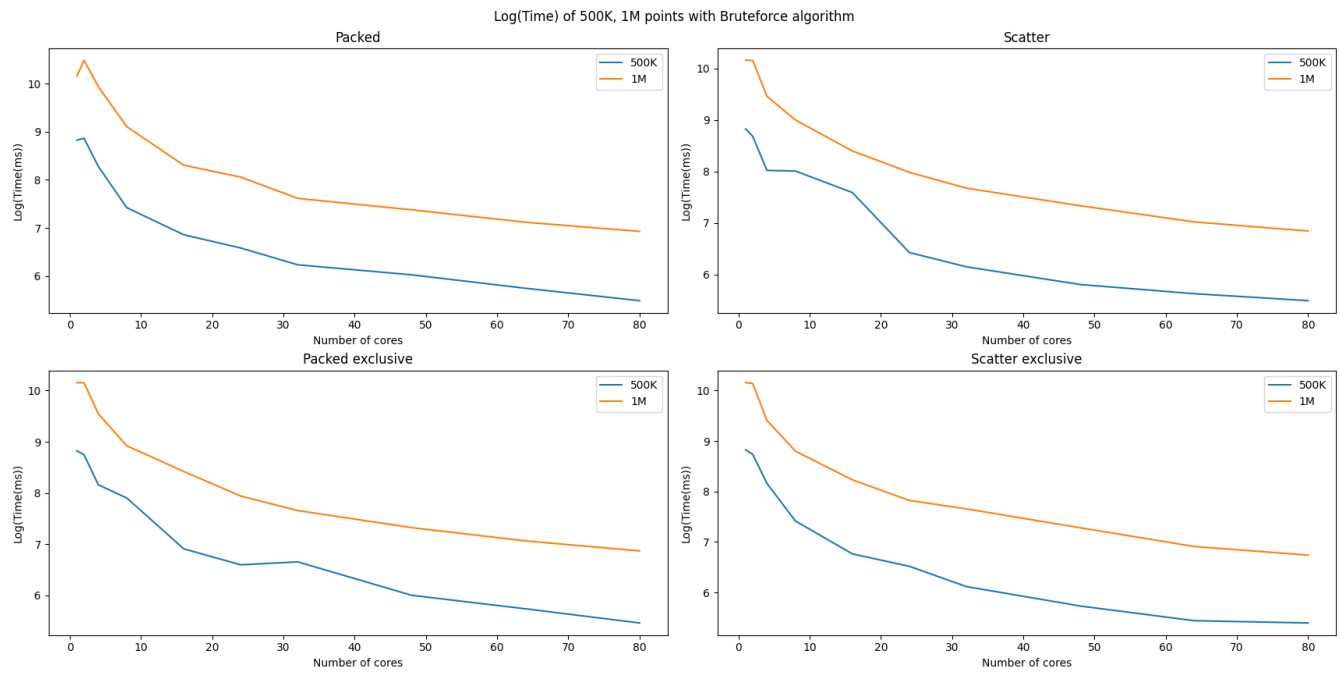 Log(Time) of 500K, 1M points with Bruteforce algorithm
Packed
Log(Time(ms))
10
9
8
7
6
500K
1M
0 10 20 30 40 50 60 70 80
Number of cores
Scatter
Log(Time(ms))
10
9
8
7
6
500K
1M
0 10 20 30 40 50 60 70 80
Number of cores
Packed exclusive
Log(Time(ms))
10
9
8
7
6
500K
1M
0 10 20 30 40 50 60 70 80
Number of cores
Scatter exclusive
Log(Time(ms))
10
9
8
7
6
500K
1M
0 10 20 30 40 50 60 70 80
Number of cores